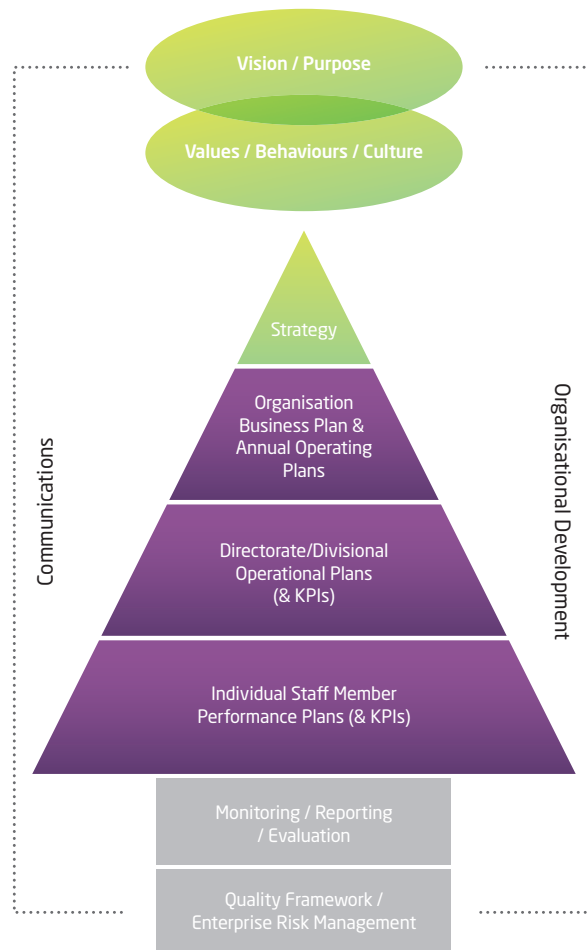 Vision / Purpose
Values / Behaviours / Culture
Strategy
Organisation
Business Plan &
Annual Operating
Plans
Directorate/Divisional
Operational Plans
(& KPIs)
Individual Staff Member
Performance Plans (& KPIs)
Monitoring / Reporting
/ Evaluation
Quality Framework /
Enterprise Risk Management
Communications
Organisational Development